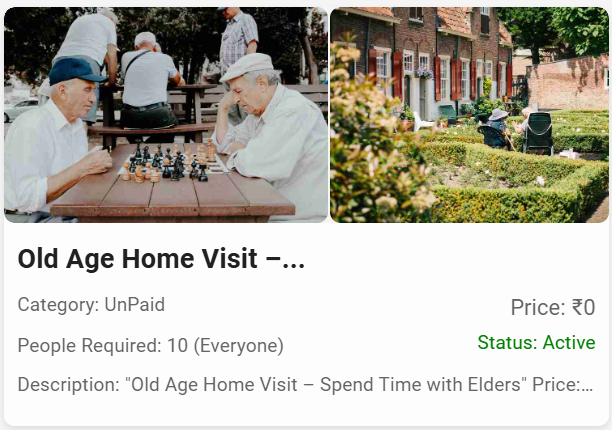 Old Age Home Visit –...
Category: UnPaid
Price: ₹0
People Required: 10 (Everyone)
Status: Active
Description: "Old Age Home Visit – Spend Time with Elders" Price:...